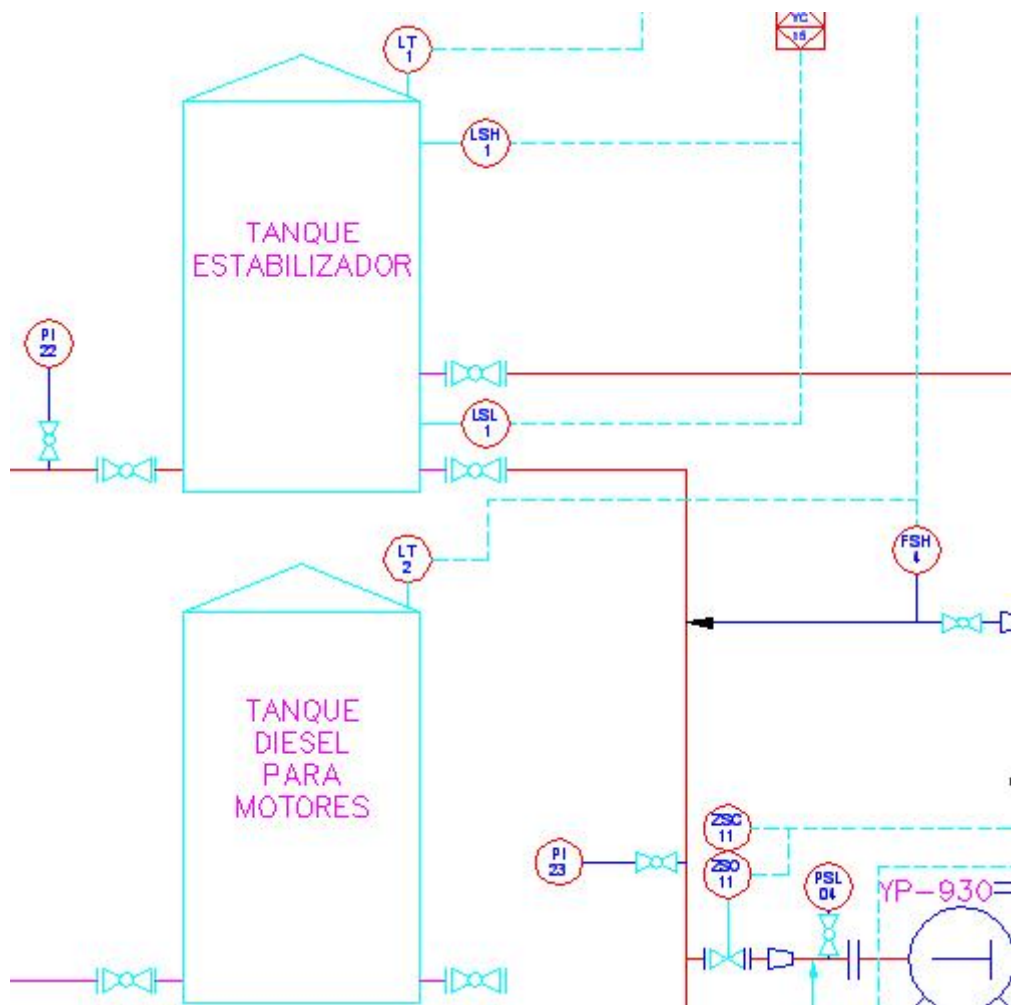 LT
1
YC
15
LSH
1
TANQUE
ESTABILIZADOR
PI
22
LSL
1
LT
2
FSH
4
TANQUE
DIESEL
PARA
MOTORES
ZSC
11
PI
23
ZSO
11
PSL
04
YP-930